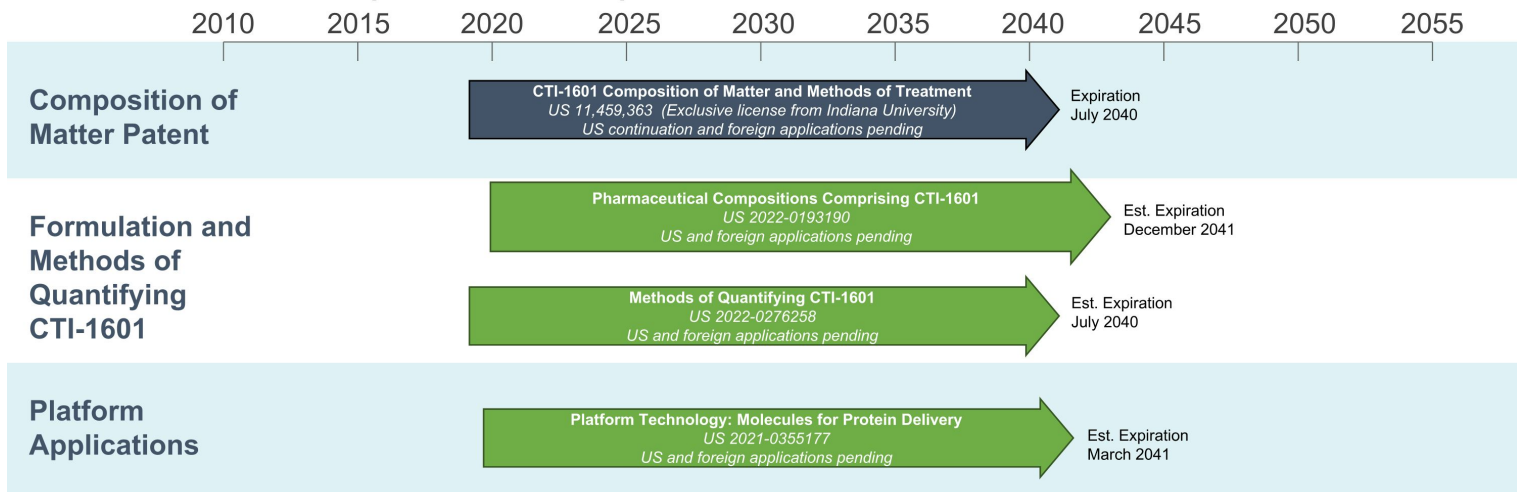 2010 2015 2020 2025 2030 2035 2040 2045 2050 2055
Composition of
Matter Patent
CTI-1601 Composition of Matter and Methods of Treatment
US 11,459,363 (Exclusive license from Indiana University)
US continuation and foreign applications pending
Expiration
July 2040
Formulation and
Methods of
Quantifying
CTI-1601
Pharmaceutical Compositions Comprising CTI-1601
US 2022-0193190
US and foreign applications pending
Est. Expiration
December 2041
Methods of Quantifying CTI-1601
US 2022-0276258
US and foreign applications pending
Est. Expiration
July 2040
Platform
Applications
Platform Technology: Molecules for Protein Delivery
US 2021-0355177
US and foreign applications pending
Est. Expiration
March 2041